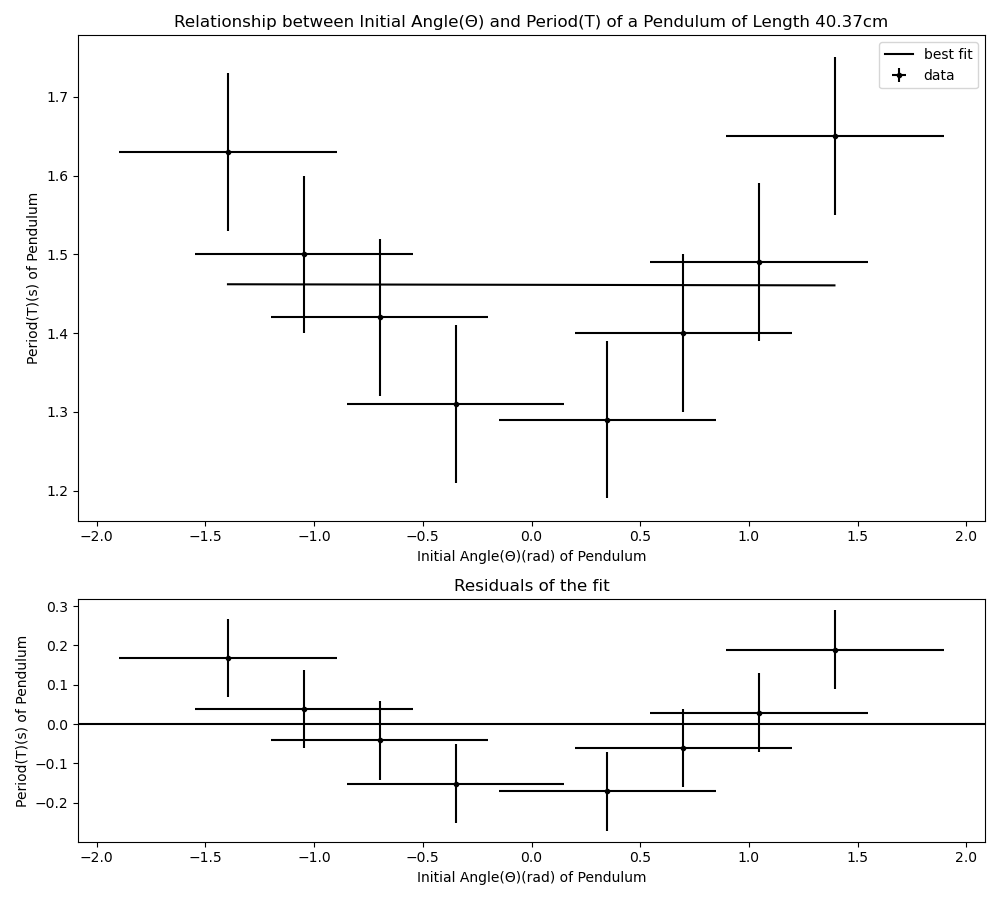 Relationship between Initial Angle(Θ) and Period(T) of a Pendulum of Length 40.37cm
best fit
data
Period(T)(s) of Pendulum
1.7
1.6
1.5
1.4
1.3
1.2
−2.0 −1.5 −1.0 −0.5 0.0 0.5 1.0 1.5 2.0
Initial Angle(Θ)(rad) of Pendulum
Residuals of the fit
Period(T)(s) of Pendulum
0.3
0.2
0.1
0.0
−0.1
−0.2
−2.0 −1.5 −1.0 −0.5 0.0 0.5 1.0 1.5 2.0
Initial Angle(Θ)(rad) of Pendulum